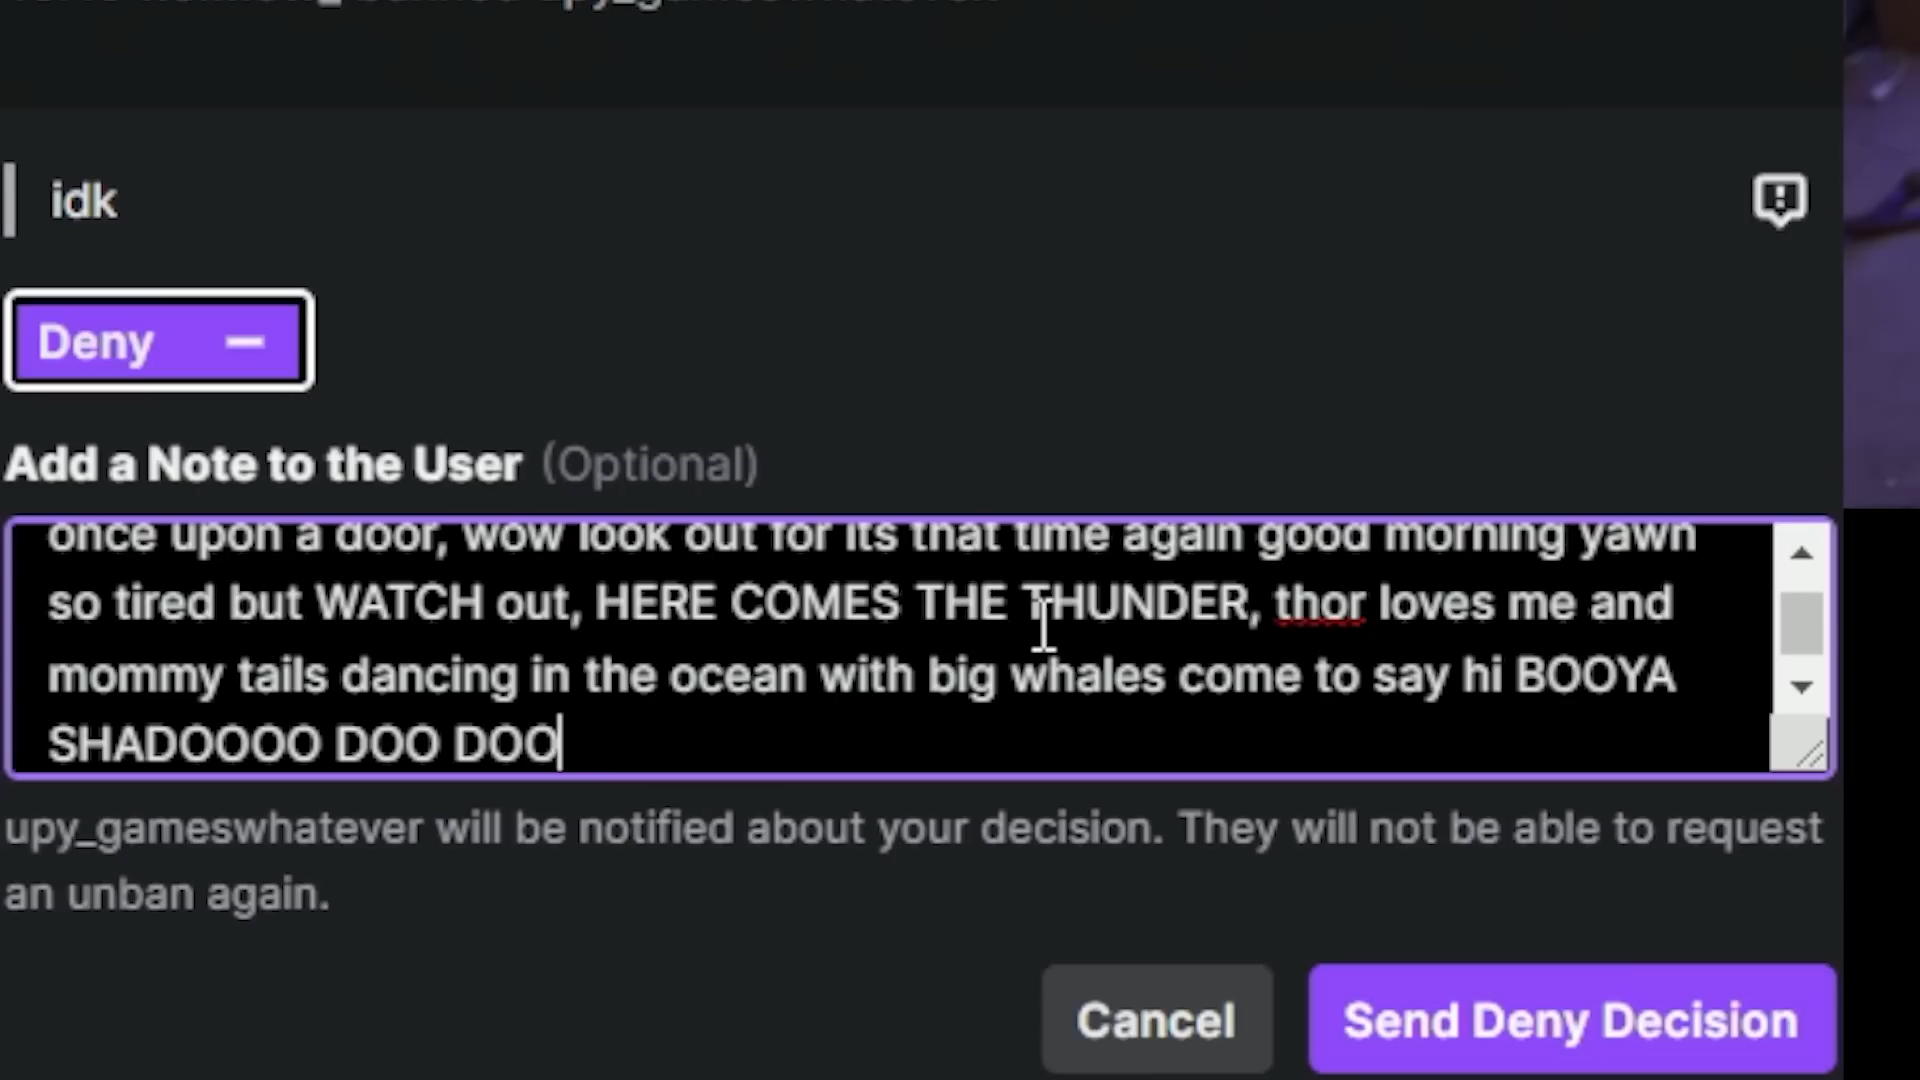 banned upy_gameswhatever.
idk
Deny
Add a Note to the User (Optional)
once upon a door, wow look out for its that time again good morning yawn
so tired but WATCH out, HERE COMES THE THUNDER, thor loves me and
mommy tails dancing in the ocean with big whales come to say hi BOOYA
SHADOOOO DOO DOO
upy_gameswhatever will be notified about your decision. They will not be able to request
an unban again.
Cancel
Send Deny Decision